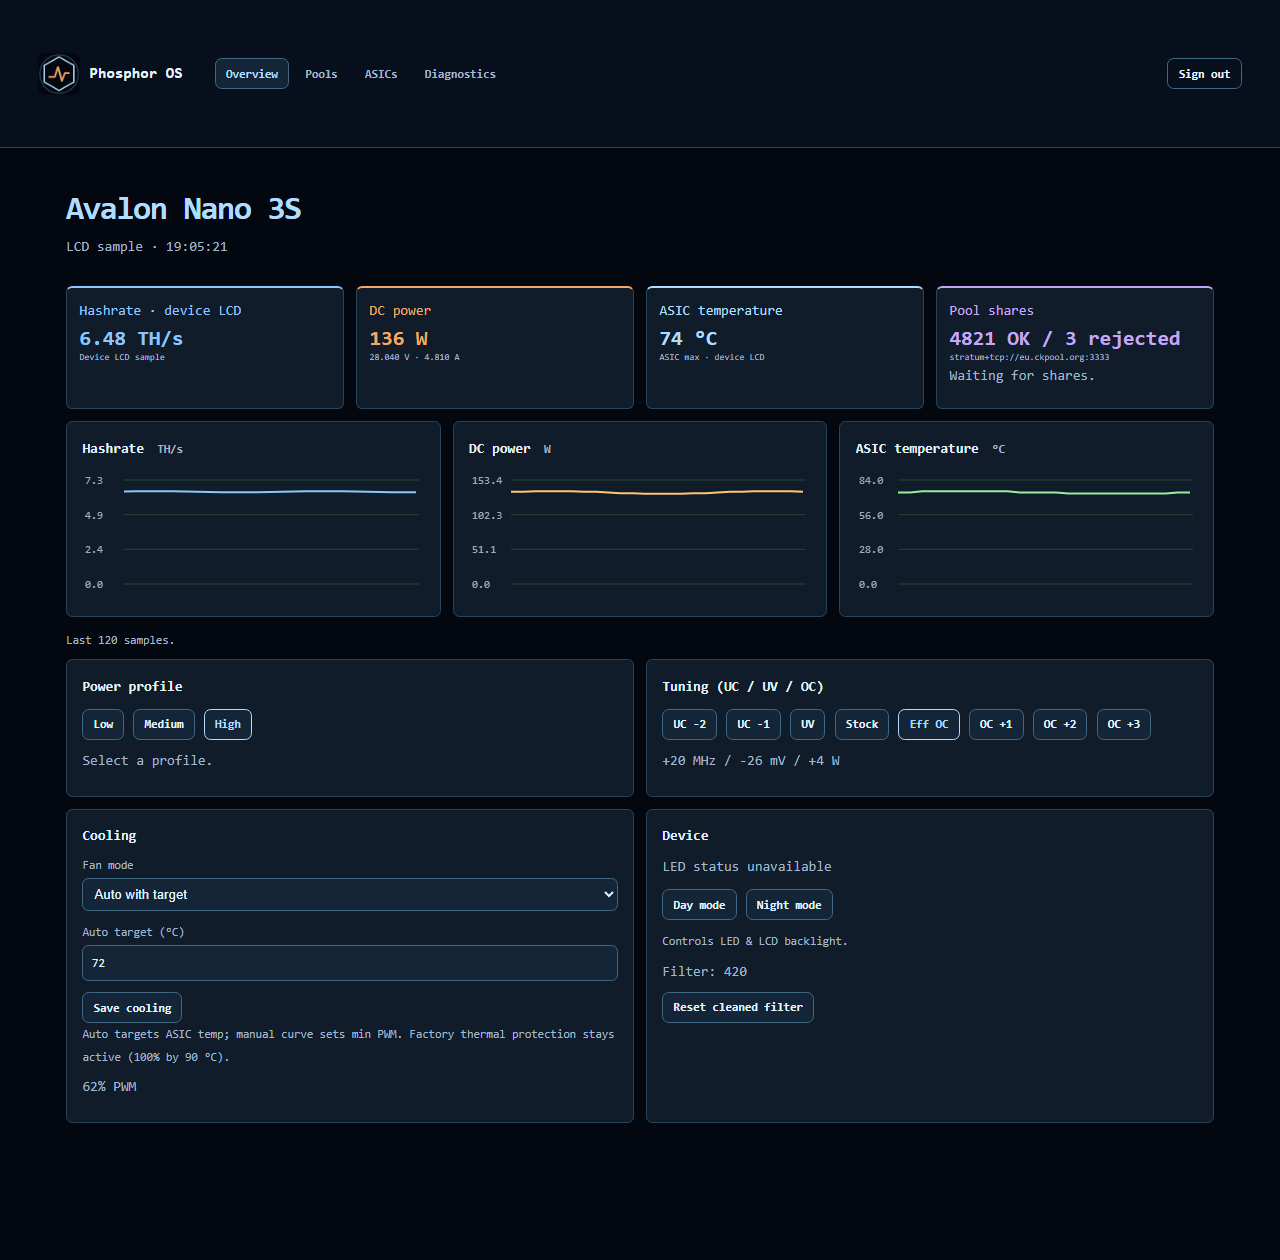 Phosphor OS
Overview
Pools
ASICs
Diagnostics
Sign out
Avalon Nano 3S
LCD sample · 19:05:21
Hashrate · device LCD
6.48 TH/s
Device LCD sample
DC power
136 W
28.040 V · 4.810 A
ASIC temperature
74 °C
ASIC max · device LCD
Pool shares
4821 OK / 3 rejected
stratum+tcp://eu.ckpool.org:3333
Waiting for shares.
Hashrate TH/s
7.3
4.9
2.4
0.0
DC power W
153.4
102.3
51.1
0.0
ASIC temperature °C
84.0
56.0
28.0
0.0
Last 120 samples.
Power profile
Low
Medium
High
Select a profile.
Tuning (UC / UV / OC)
UC -2
UC -1
UV
Stock
Eff OC
OC +1
OC +2
OC +3
+20 MHz / -26 mV / +4 W
Cooling
Fan mode
Auto with target
Auto target (°C)
72
Save cooling
Auto targets ASIC temp; manual curve sets min PWM. Factory thermal protection stays
active (100% by 90 °C).
62% PWM
Device
LED status unavailable
Day mode
Night mode
Controls LED & LCD backlight.
Filter: 420
Reset cleaned filter